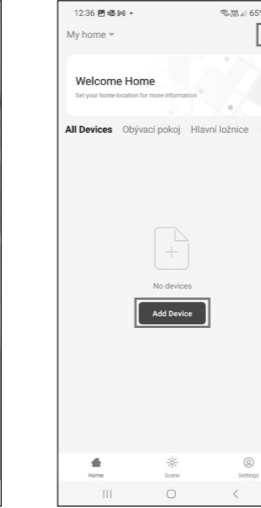 12:36
65%
My home
Welcome Home
Set your home location for more information
All Devices Obývací pokoj Hlavní ložnice
No devices
Add Device
Home Scene Settings